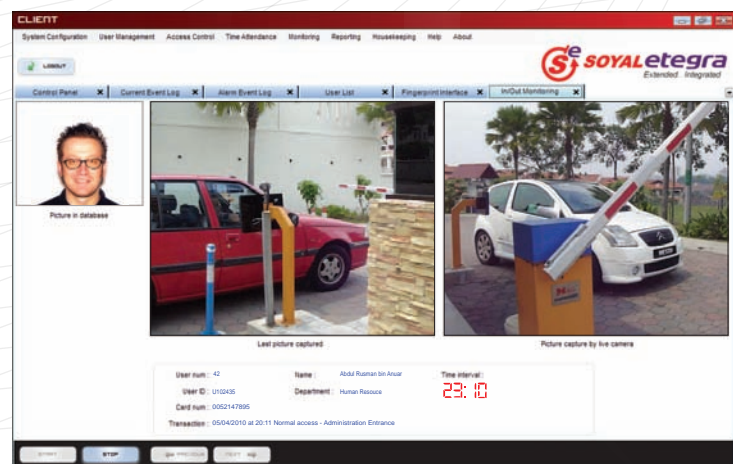 CLIENT
System Configuration User Management Access Control Time Attendance Monitoring Reporting Housekeeping Help About
LOGOUT
Se SOYALetegra
Extended . Integrated
Control Panel x Current Event Log x Alarm Event Log x User List x Fingerprint Interface x In/Out Monitoring x
Picture in database
Last picture captured
Picture capture by live camera
User num : 42 Name : Abdul Rusman bin Anuar Time interval :
User ID : U102435 Department : Human Resouce 23:10
Card num : 0052147895
Transaction : 05/04/2010 at 20:11 Normal access - Administration Entrance
START STOP PREVIOUS NEXT